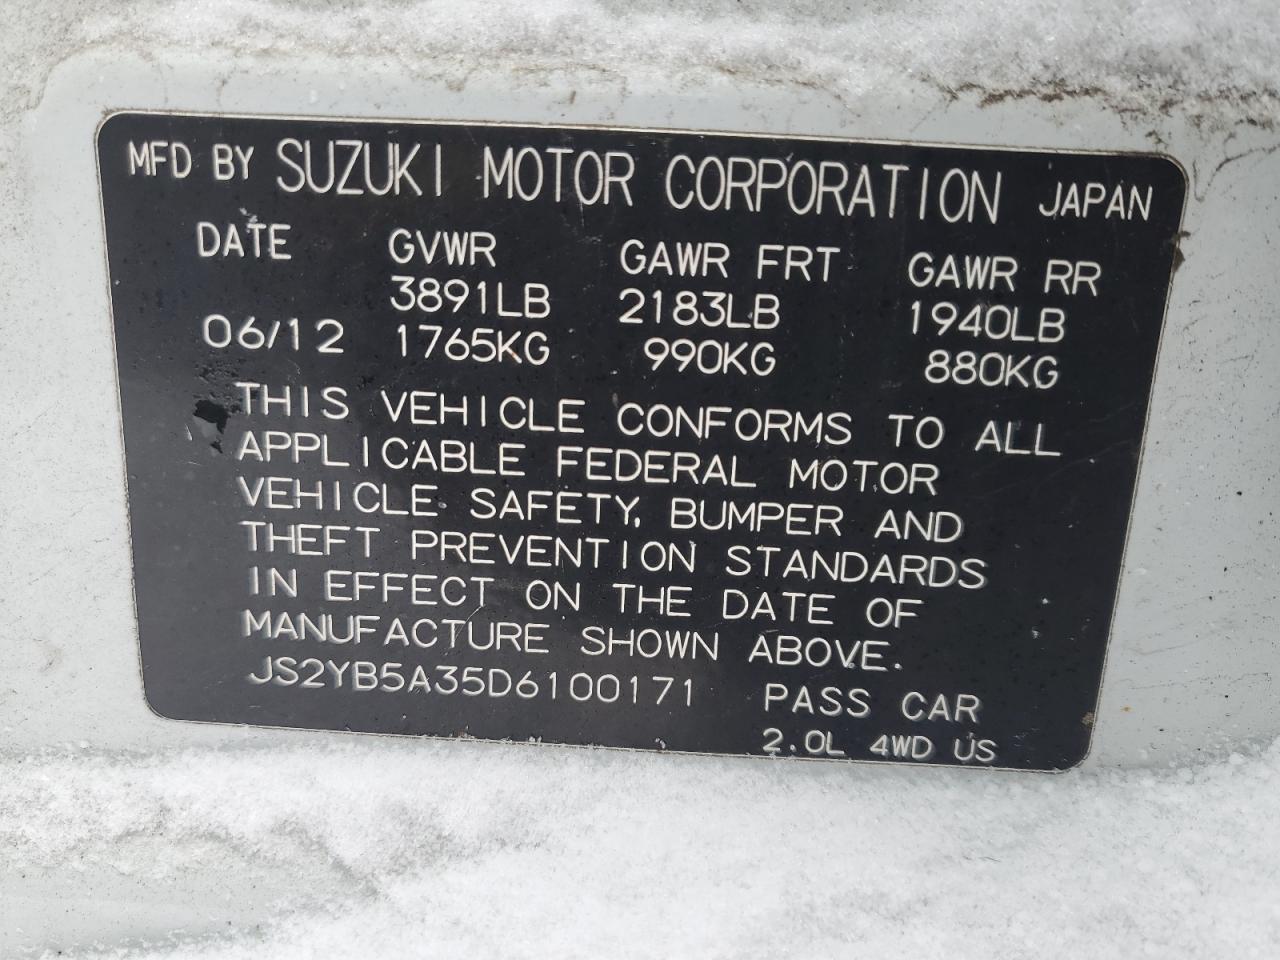 MFD BY SUZUKI MOTOR CORPORATION JAPAN
DATE GVWR GAWR FRT GAWR RR
3891LB 2183LB 1940LB
06/12 1765KG 990KG 880KG
THIS VEHICLE CONFORMS TO ALL
APPLICABLE FEDERAL MOTOR
VEHICLE SAFETY, BUMPER AND
THEFT PREVENTION STANDARDS
IN EFFECT ON THE DATE OF
MANUFACTURE SHOWN ABOVE.
JS2YB5A35D6100171 PASS CAR
2.0L 4WD US